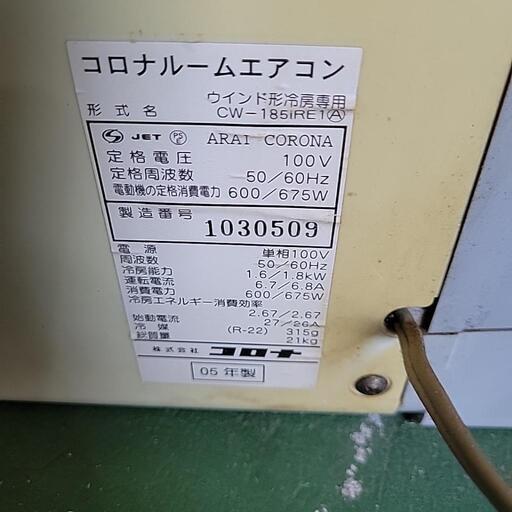 コロナルームエアコン
ウインド形冷房専用
形式名 CW-185IRE1(A)
JET PS E ARAI CORONA
定格電圧 100V
定格周波数 50/60Hz
電動機の定格消費電力 600/675W
製造番号 1030509
電源 単相100V
周波数 50/60Hz
冷房能力 1.6/1.8kW
運転電流 6.7/6.8A
消費電力 600/675W
冷房エネルギー消費効率
2.67/2.67
始動電流 27/26A
冷媒 (R-22) 315g
総質量 21kg
株式会社 コロナ
05年製